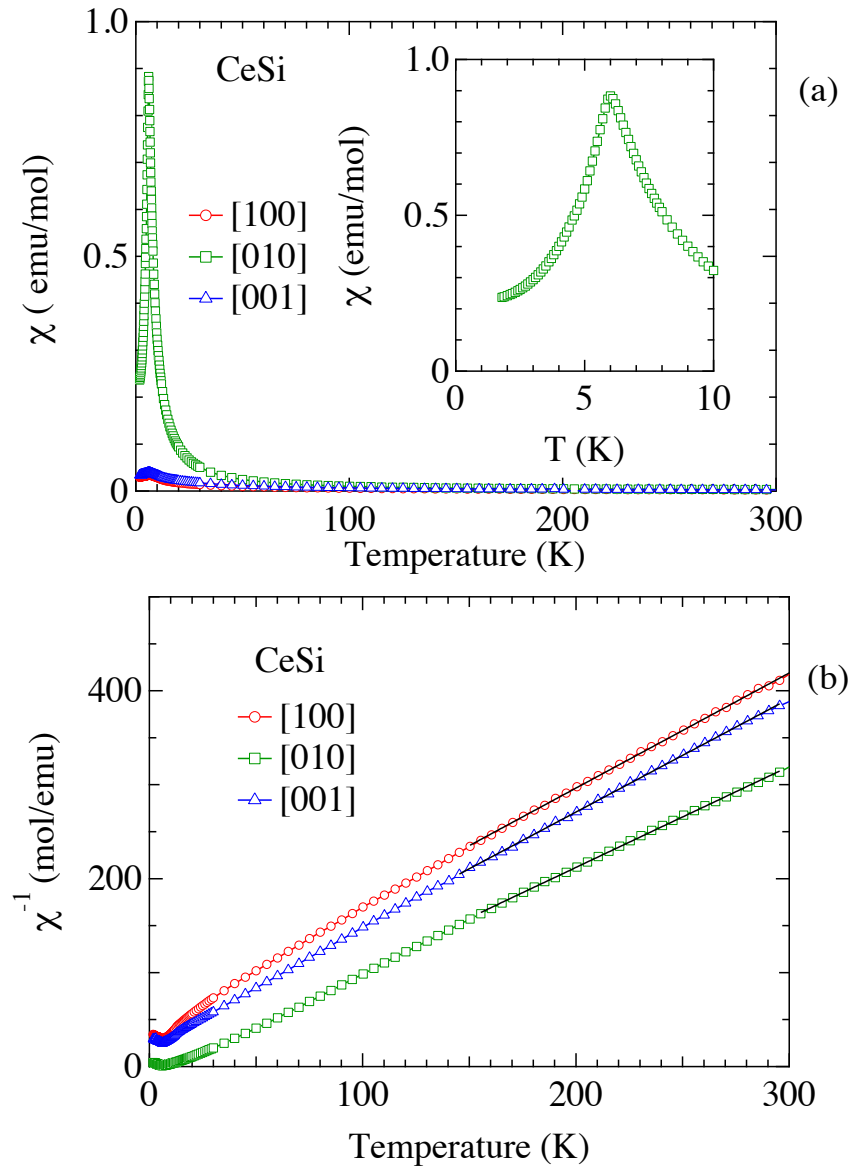 1.0
CeSi
(a)
χ ( emu/mol)
0.5
[100]
[010]
[001]
0
0 100 200 300
Temperature (K)
1.0
χ (emu/mol)
0.5
0
0 5 10
T (K)
CeSi
(b)
400
[100]
[010]
[001]
χ-1 (mol/emu)
200
0
0 100 200 300
Temperature (K)